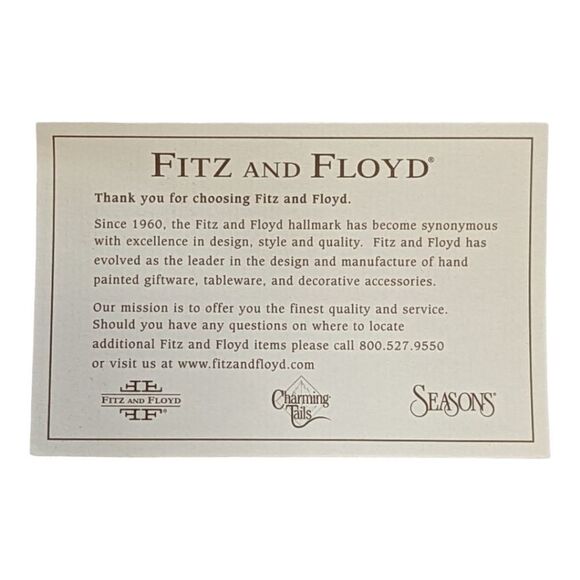 FITZ AND FLOYD®
Thank you for choosing Fitz and Floyd.
Since 1960, the Fitz and Floyd hallmark has become synonymous
with excellence in design, style and quality. Fitz and Floyd has
evolved as the leader in the design and manufacture of hand
painted giftware, tableware, and decorative accessories.
Our mission is to offer you the finest quality and service.
Should you have any questions on where to locate
additional Fitz and Floyd items please call 800.527.9550
or visit us at www.fitzandfloyd.com
FF
FITZ AND FLOYD
FF®
Charming
Tails
SEASONS®